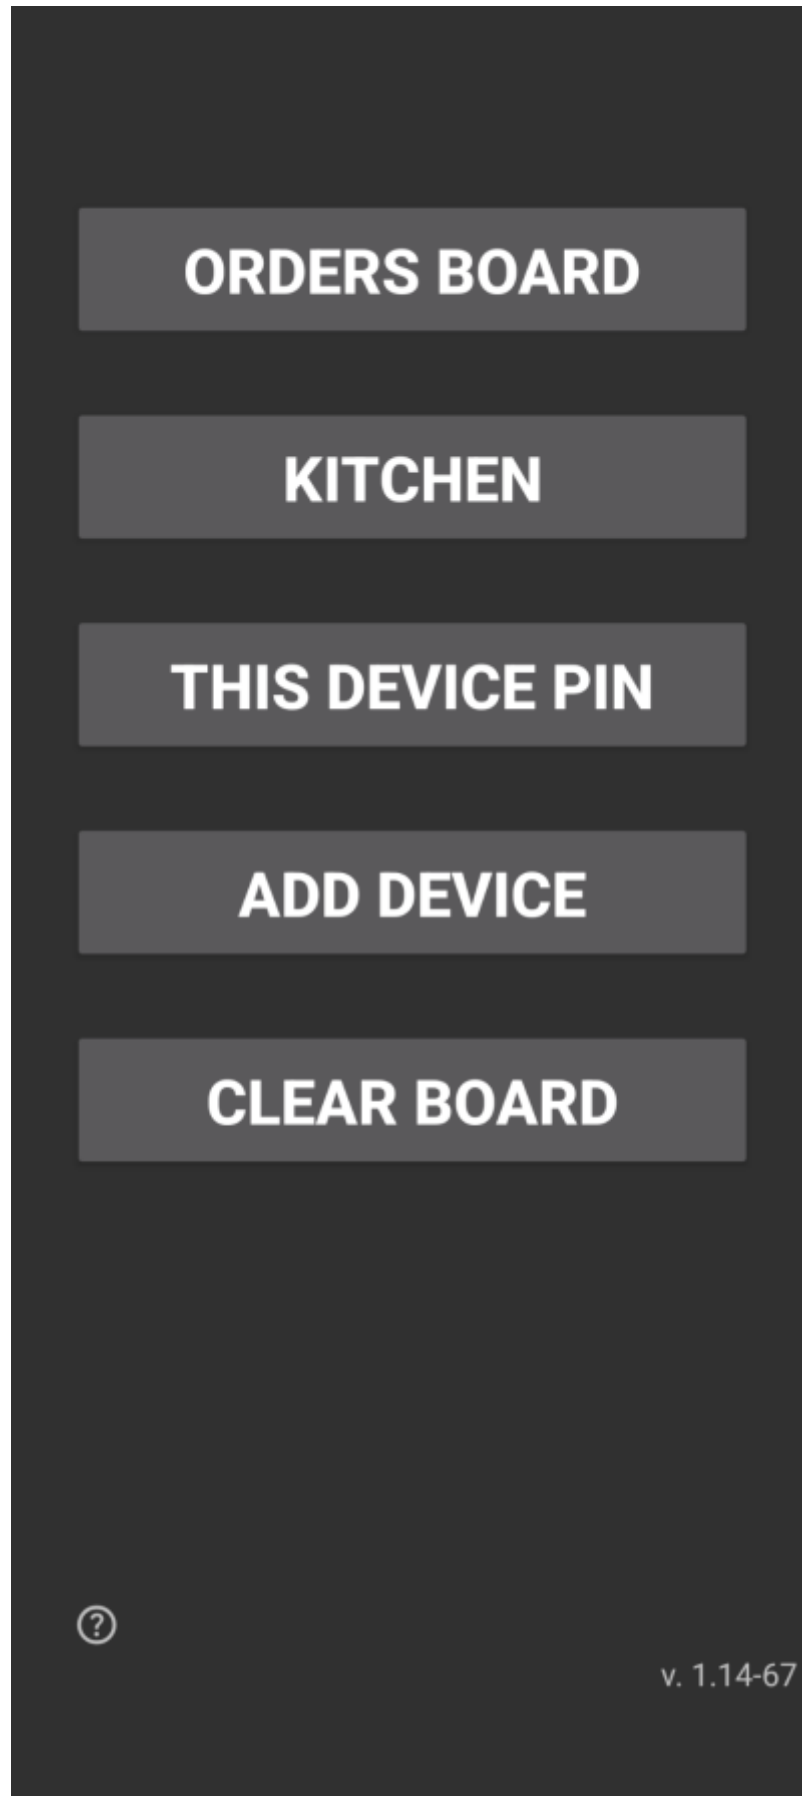 ORDERS BOARD
KITCHEN
THIS DEVICE PIN
ADD DEVICE
CLEAR BOARD
?
v. 1.14-67